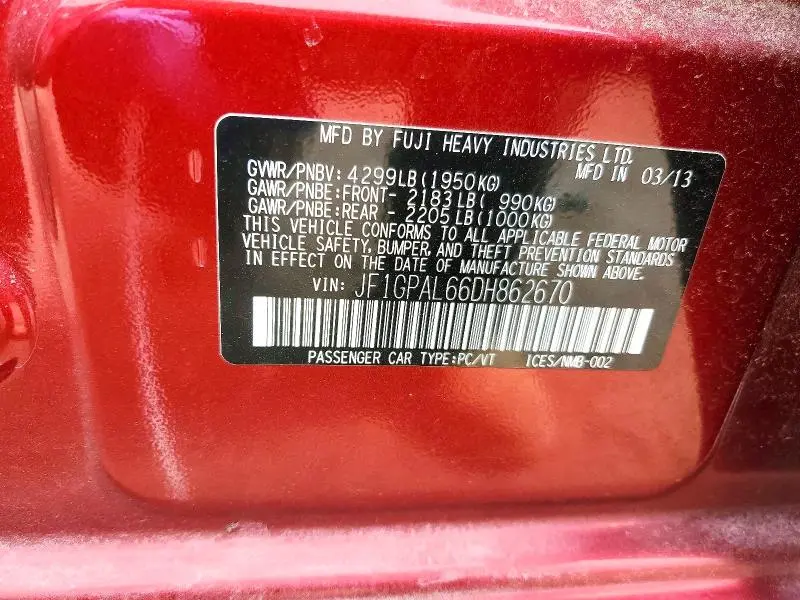 MFD BY FUJI HEAVY INDUSTRIES LTD.
GVWR/PNBV: 4299LB(1950KG) MFD IN 03/13
GAWR/PNBE:FRONT- 2183LB( 990KG)
GAWR/PNBE:REAR - 2205LB(1000KG)
THIS VEHICLE CONFORMS TO ALL APPLICABLE FEDERAL MOTOR
VEHICLE SAFETY, BUMPER, AND THEFT PREVENTION STANDARDS
IN EFFECT ON THE DATE OF MANUFACTURE SHOWN ABOVE.
VIN: JF1GPAL66DH862670
PASSENGER CAR TYPE:PC/VT ICES/NMB-002